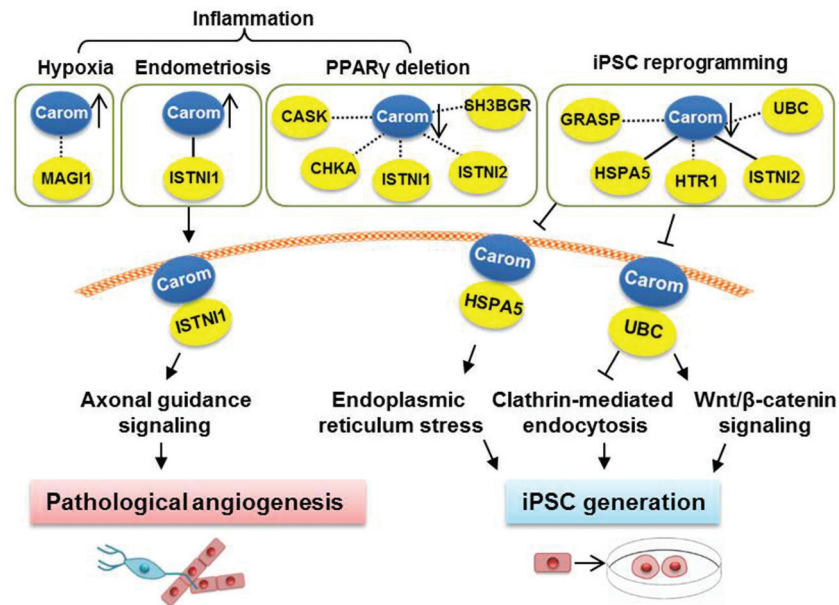 Inflammation
Hypoxia Endometriosis PPARγ deletion iPSC reprogramming
Carom Carom CASK Carom SH3BGR GRASP Carom UBC
MAGI1 ISTNI1 CHKA ISTNI1 ISTNI2 HSPA5 HTR1 ISTNI2
Carom Carom Carom
ISTNI1 HSPA5 UBC
Axonal guidance Endoplasmic Clathrin-mediated Wnt/β-catenin
signaling reticulum stress endocytosis signaling
Pathological angiogenesis iPSC generation